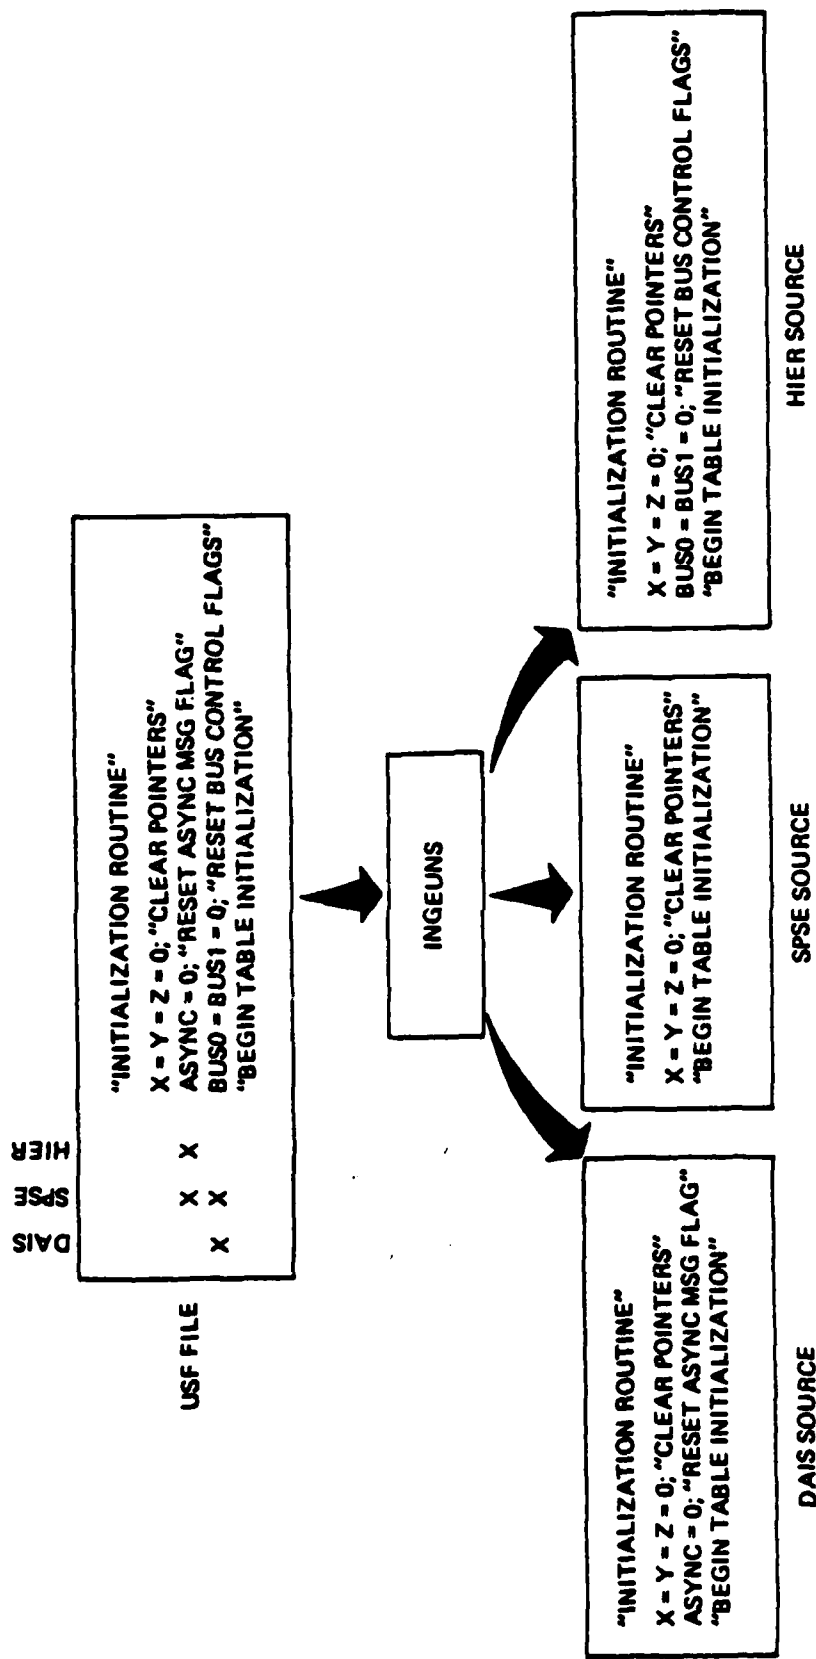 DAIS SPSE HIER
USF FILE
"INITIALIZATION ROUTINE"
X = Y = Z = 0; "CLEAR POINTERS"
X X ASYNC = 0; "RESET ASYNC MSG FLAG"
X X BUS0 = BUS1 = 0; "RESET BUS CONTROL FLAGS"
"BEGIN TABLE INITIALIZATION"
INGEUNS
"INITIALIZATION ROUTINE"
X = Y = Z = 0; "CLEAR POINTERS"
ASYNC = 0; "RESET ASYNC MSG FLAG"
"BEGIN TABLE INITIALIZATION"
DAIS SOURCE
"INITIALIZATION ROUTINE"
X = Y = Z = 0; "CLEAR POINTERS"
"BEGIN TABLE INITIALIZATION"
SPSE SOURCE
"INITIALIZATION ROUTINE"
X = Y = Z = 0; "CLEAR POINTERS"
BUS0 = BUS1 = 0; "RESET BUS CONTROL FLAGS"
"BEGIN TABLE INITIALIZATION"
HIER SOURCE